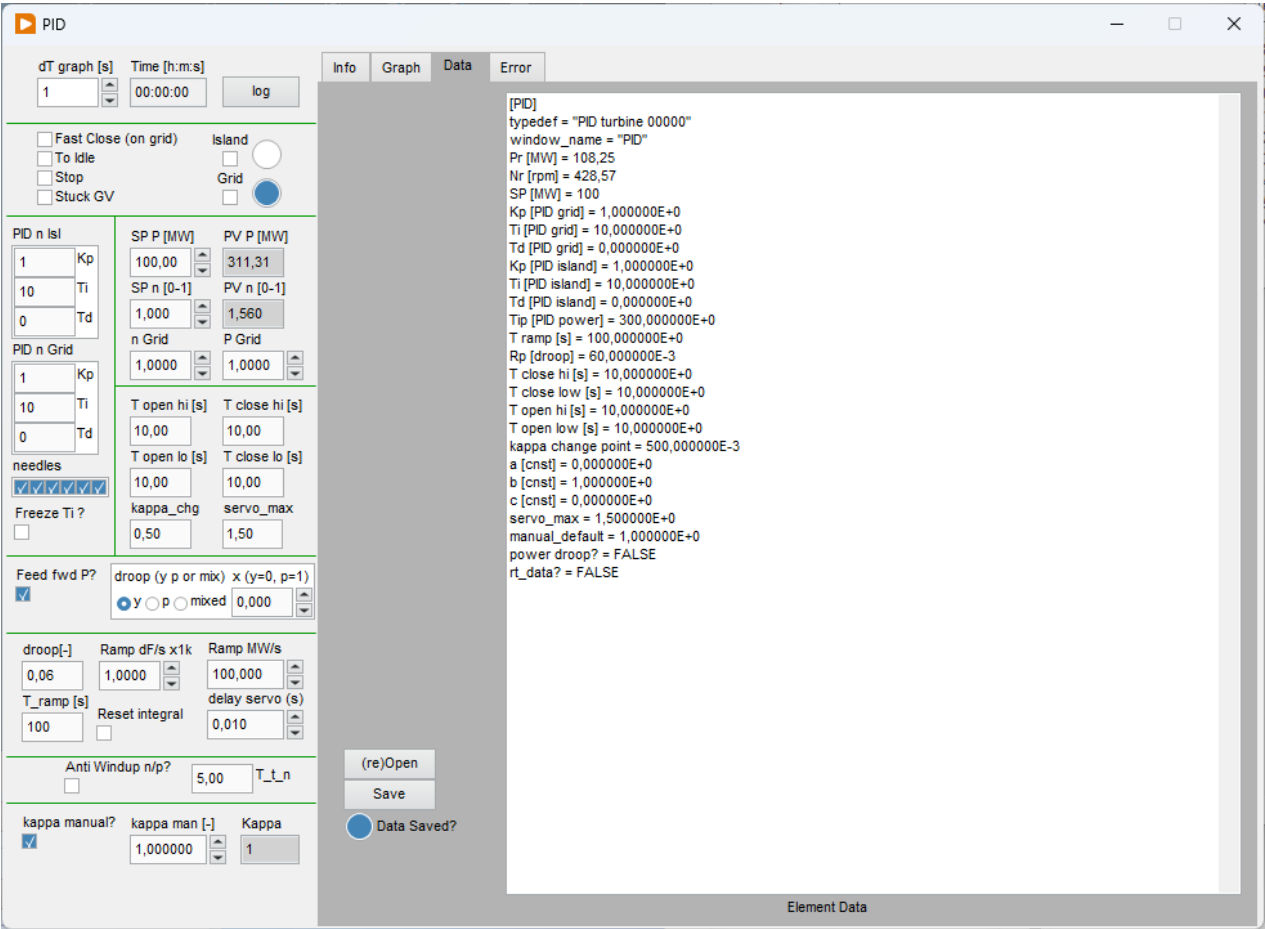 PID
dT graph [s] Time [h:m:s]
1 00:00:00 log
Fast Close (on grid) Island
To Idle
Stop Grid
Stuck GV
PID n Isl
1 Kp
10 Ti
0 Td
PID n Grid
1 Kp
10 Ti
0 Td
needles
Freeze Ti ?
SP P [MW] PV P [MW]
100,00 311,31
SP n [0-1] PV n [0-1]
1,000 1,560
n Grid P Grid
1,0000 1,0000
T open hi [s] T close hi [s]
10,00 10,00
T open lo [s] T close lo [s]
10,00 10,00
kappa_chg servo_max
0,50 1,50
Feed fwd P? droop (y p or mix) x (y=0, p=1)
y p mixed 0,000
droop[-] Ramp dF/s x1k Ramp MW/s
0,06 1,0000 100,000
T_ramp [s] Reset integral delay servo (s)
100 0,010
Anti Windup n/p? 5,00 T_t_n
kappa manual? kappa man [-] Kappa
1,000000 1
Info Graph Data Error
(re)Open
Save
Data Saved?
[PID]
typedef = "PID turbine 00000"
window_name = "PID"
Pr [MW] = 108,25
Nr [rpm] = 428,57
SP [MW] = 100
Kp [PID grid] = 1,000000E+0
Ti [PID grid] = 10,000000E+0
Td [PID grid] = 0,000000E+0
Kp [PID island] = 1,000000E+0
Ti [PID island] = 10,000000E+0
Td [PID island] = 0,000000E+0
Tip [PID power] = 300,000000E+0
T ramp [s] = 100,000000E+0
Rp [droop] = 60,000000E-3
T close hi [s] = 10,000000E+0
T close low [s] = 10,000000E+0
T open hi [s] = 10,000000E+0
T open low [s] = 10,000000E+0
kappa change point = 500,000000E-3
a [cnst] = 0,000000E+0
b [cnst] = 1,000000E+0
c [cnst] = 0,000000E+0
servo_max = 1,500000E+0
manual_default = 1,000000E+0
power droop? = FALSE
rt_data? = FALSE
Element Data